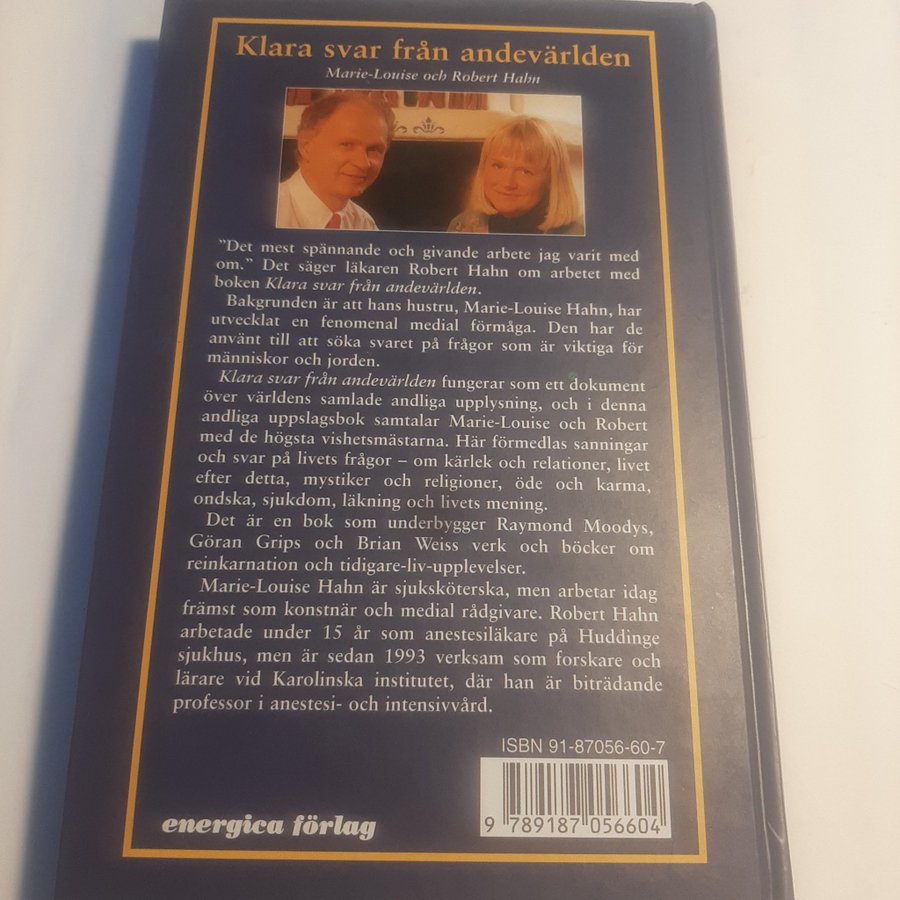 Klara svar från andevärlden
Marie-Louise och Robert Hahn
”Det mest spännande och givande arbete jag varit med
om.” Det säger läkaren Robert Hahn om arbetet med
boken Klara svar från andevärlden.
Bakgrunden är att hans hustru, Marie-Louise Hahn, har
utvecklat en fenomenal medial förmåga. Den har de
använt till att söka svaret på frågor som är viktiga för
människor och jorden.
Klara svar från andevärlden fungerar som ett dokument
över världens samlade andliga upplysning, och i denna
andliga uppslagsbok samtalar Marie-Louise och Robert
med de högsta vishetsmästarna. Här förmedlas sanningar
och svar på livets frågor – om kärlek och relationer, livet
efter detta, mystiker och religioner, öde och karma,
ondska, sjukdom, läkning och livets mening.
Det är en bok som underbygger Raymond Moodys,
Göran Grips och Brian Weiss verk och böcker om
reinkarnation och tidigare-liv-upplevelser.
Marie-Louise Hahn är sjuksköterska, men arbetar idag
främst som konstnär och medial rådgivare. Robert Hahn
arbetade under 15 år som anestesiläkare på Huddinge
sjukhus, men är sedan 1993 verksam som forskare och
lärare vid Karolinska institutet, där han är biträdande
professor i anestesi- och intensivvård.
ISBN 91-87056-60-7
9 789187 056604
energica förlag